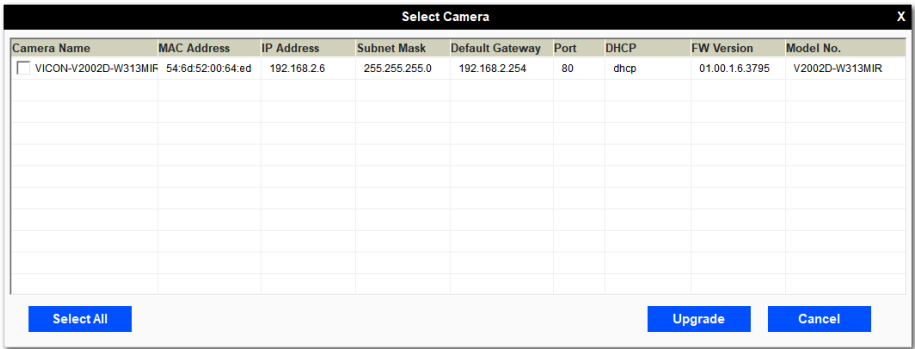 Select Camera X
Camera Name MAC Address IP Address Subnet Mask Default Gateway Port DHCP FW Version Model No.
VICON-V2002D-W313MIR 54:6d:52:00:64:ed 192.168.2.6 255.255.255.0 192.168.2.254 80 dhcp 01.00.1.6.3795 V2002D-W313MIR
Select All Upgrade Cancel